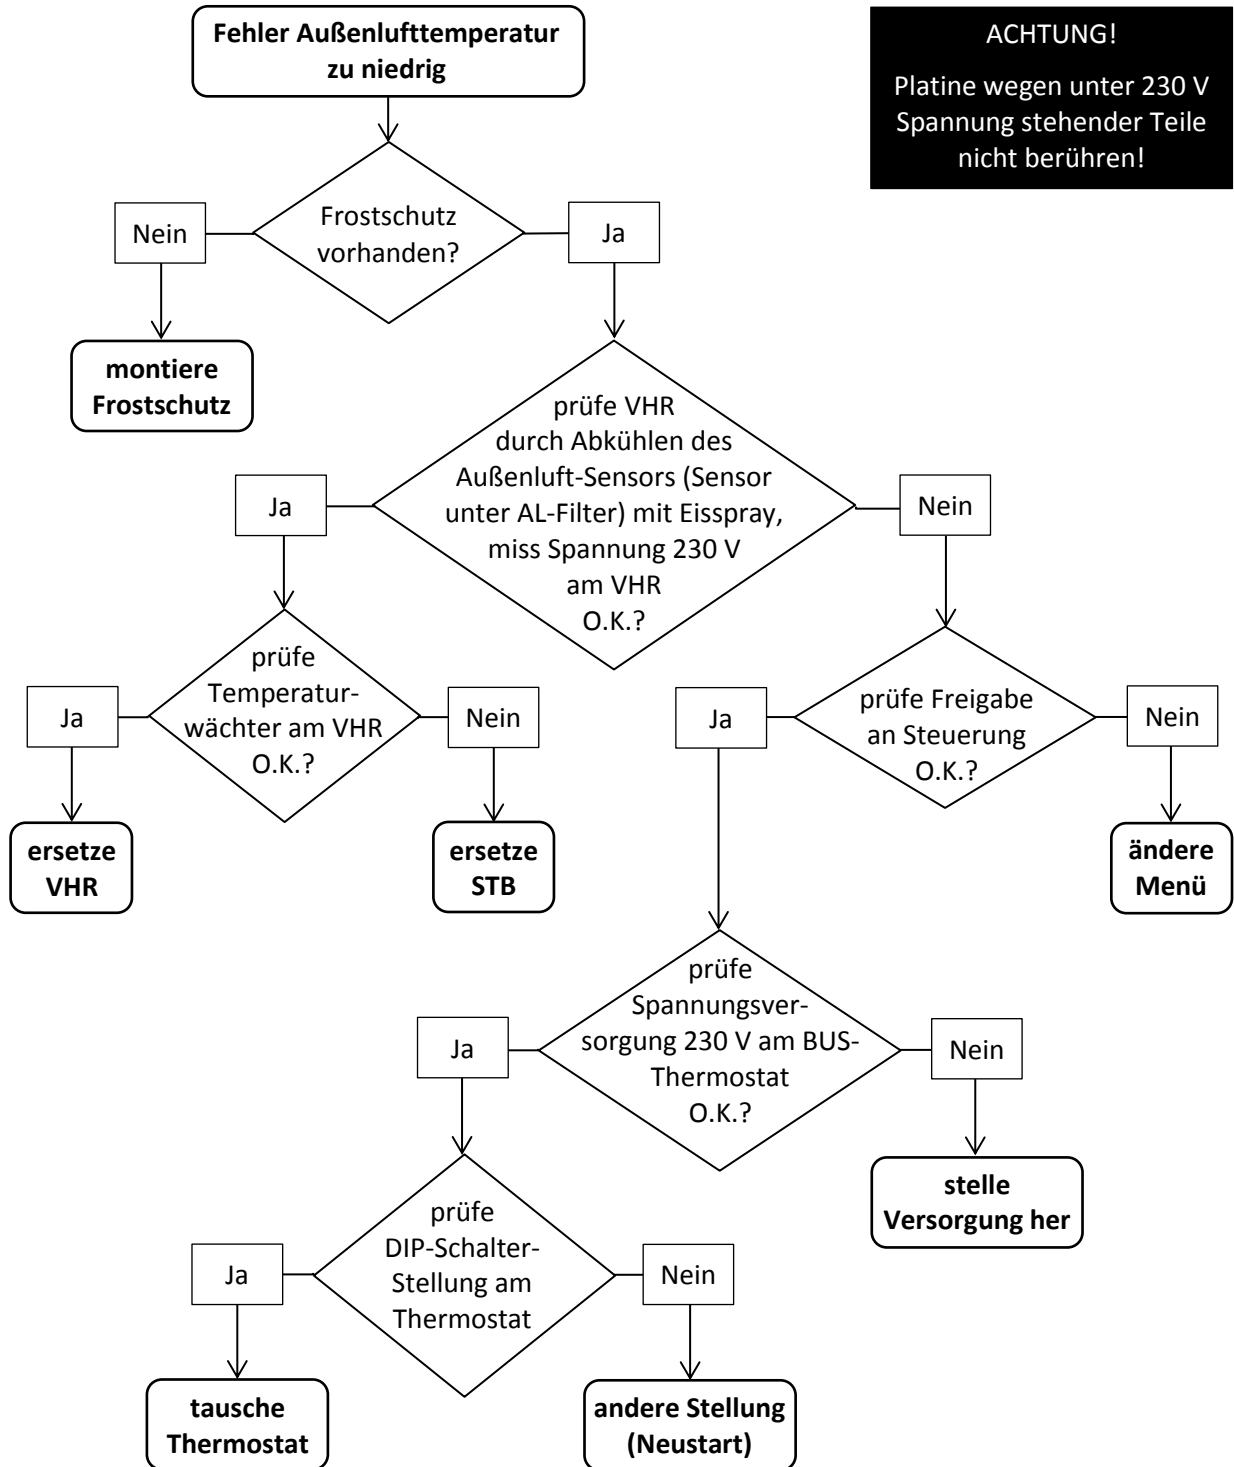 Fehler Außenlufttemperatur
zu niedrig
ACHTUNG!
Platine wegen unter 230 V
Spannung stehender Teile
nicht berühren!
Frostschutz
vorhanden?
Nein
Ja
montiere
Frostschutz
prüfe VHR
durch Abkühlen des
Außenluft-Sensors (Sensor
unter AL-Filter) mit Eisspray,
miss Spannung 230 V
am VHR
O.K.?
Ja
Nein
prüfe
Temperatur-
wächter am VHR
O.K.?
Ja
Nein
prüfe Freigabe
an Steuerung
O.K.?
Ja
Nein
ersetze
VHR
ersetze
STB
ändere
Menü
prüfe
Spannungsver-
sorgung 230 V am BUS-
Thermostat
O.K.?
Ja
Nein
stelle
Versorgung her
prüfe
DIP-Schalter-
Stellung am
Thermostat
Ja
Nein
tausche
Thermostat
andere Stellung
(Neustart)